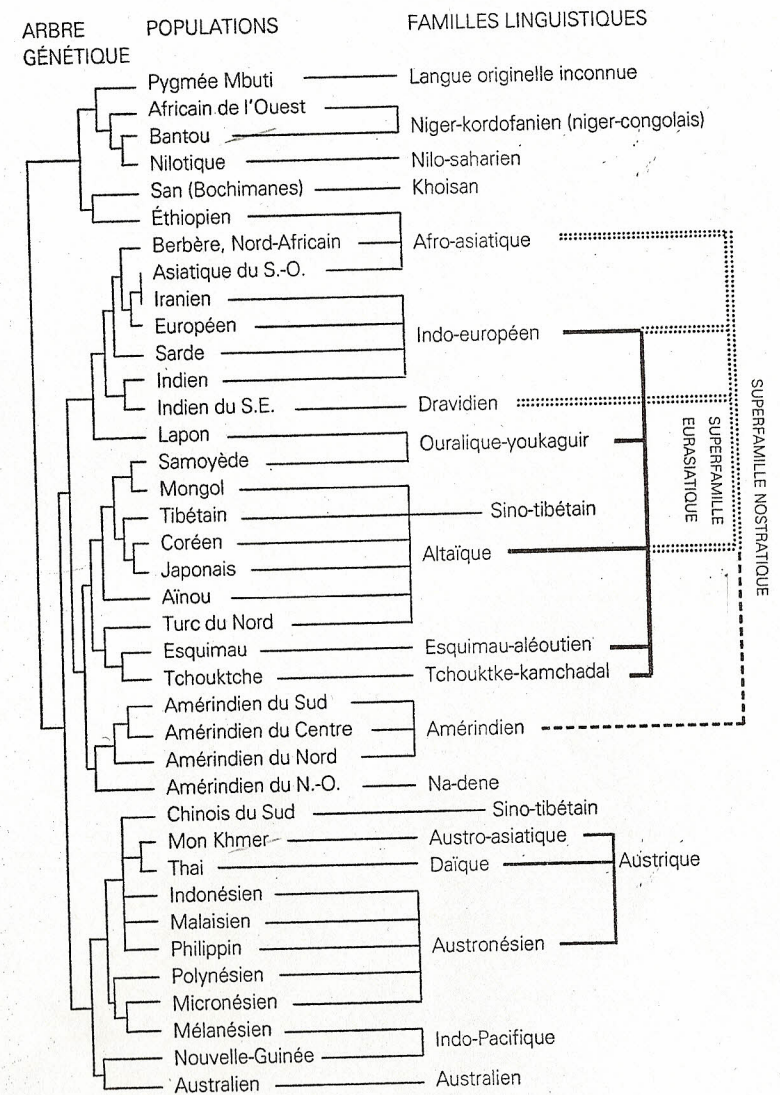 ARBRE GÉNÉTIQUE
POPULATIONS
FAMILLES LINGUISTIQUES
Pygmée Mbuti
Langue originelle inconnue
Africain de l'Ouest
Bantou
Niger-kordofanien (niger-congolais)
Nilotique
Nilo-saharien
San (Bochimanes)
Khoisan
Éthiopien
Berbère, Nord-Africain
Afro-asiatique
Asiatique du S.-O.
Iranien
Européen
Indo-européen
Sarde
Indien
Indien du S.E.
Dravidien
Lapon
Ouralique-youkaguir
Samoyède
Mongol
Tibétain
Sino-tibétain
Coréen
Altaïque
Japonais
Aïnou
Turc du Nord
Esquimau
Esquimau-aléoutien
Tchouktche
Tchouktke-kamchadal
Amérindien du Sud
Amérindien du Centre
Amérindien
Amérindien du Nord
Amérindien du N.-O.
Na-dene
Chinois du Sud
Sino-tibétain
Mon Khmer
Austro-asiatique
Thai
Daïque
Austrique
Indonésien
Malaisien
Philippin
Austronésien
Polynésien
Micronésien
Mélanésien
Indo-Pacifique
Nouvelle-Guinée
Australien
Australien
SUPERFAMILLE
EURASIATIQUE
SUPERFAMILLE NOSTRATIQUE